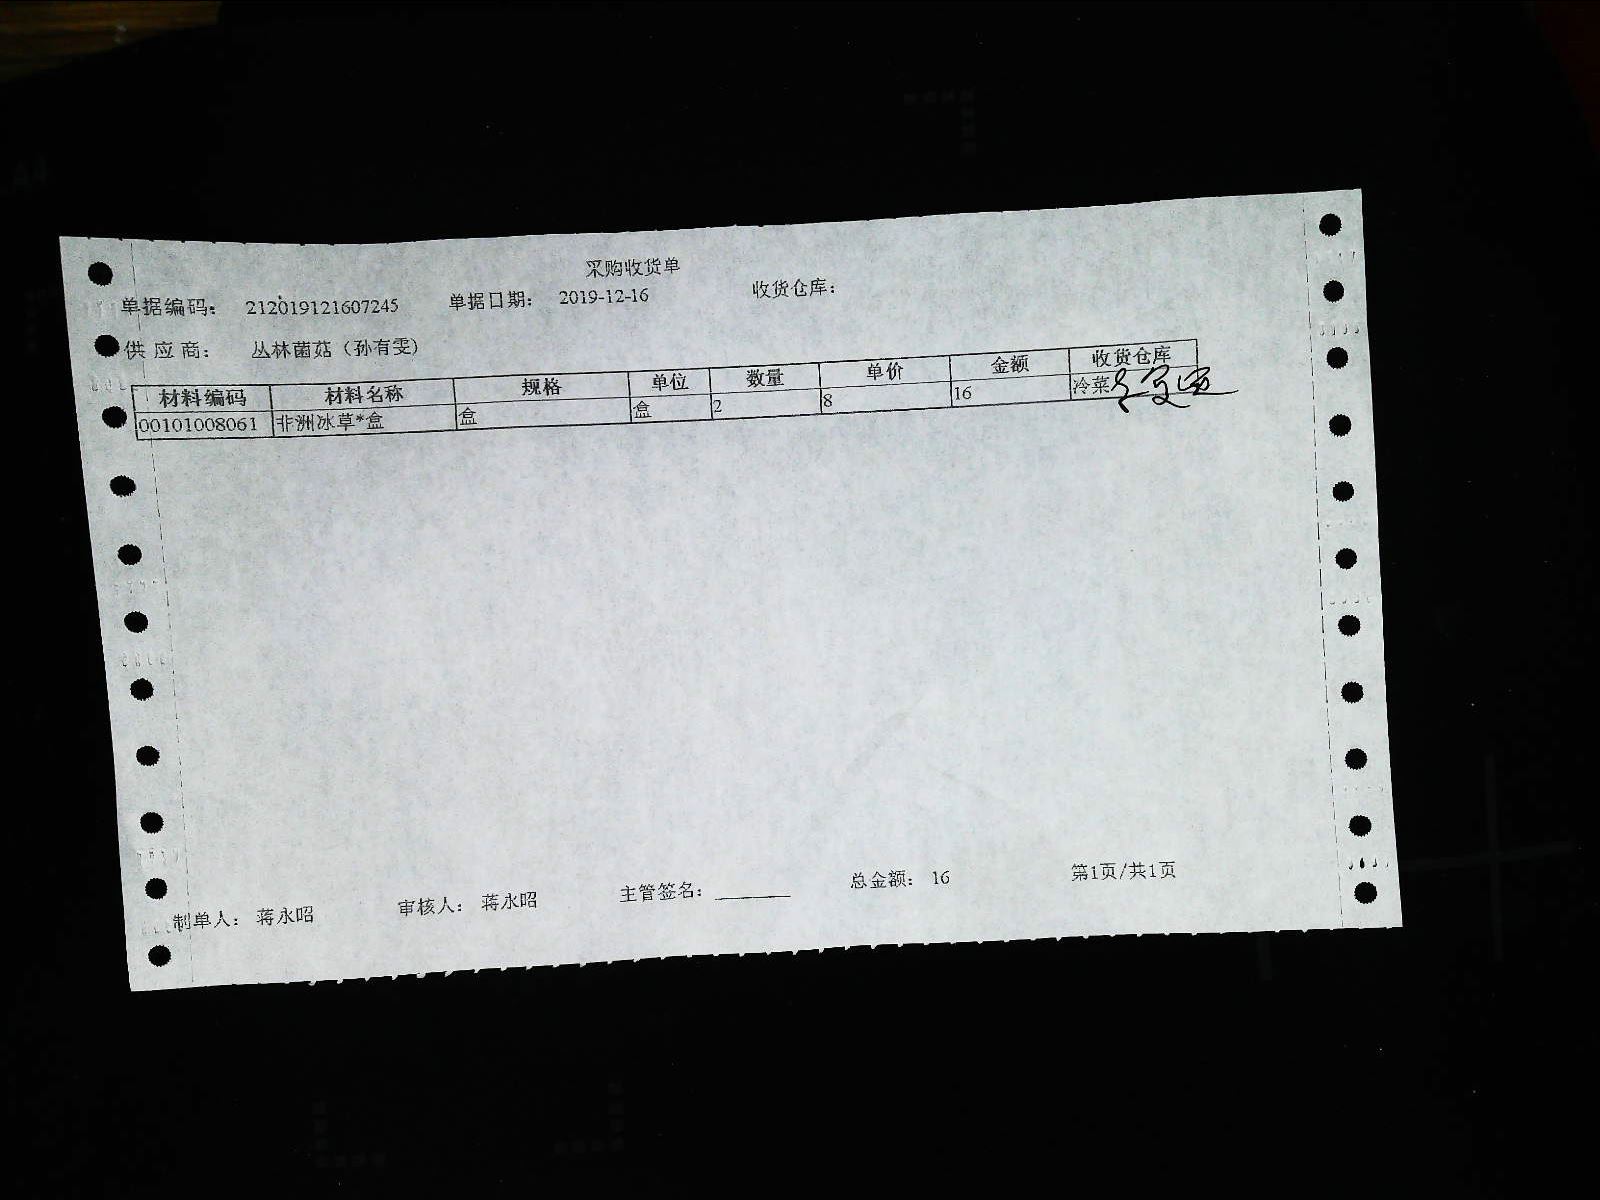 采购收货单
单据编码： 212019121607245 单据日期： 2019-12-16 收货仓库：
供应商： 丛林菌菇（孙有雯）
材料编码 材料名称 规格 单位 数量 单价 金额 收货仓库
00101008061 非洲冰草*盒 盒 盒 2 8 16 冷菜
制单人： 蒋永昭 审核人： 蒋永昭 主管签名： 总金额： 16 第1页/共1页